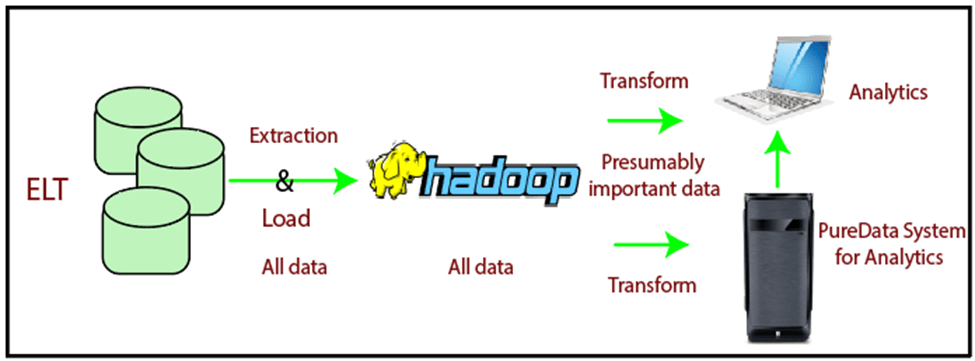 ELT
Extraction
&
Load
All data
hadoop
All data
Transform
Presumably
important data
Transform
Analytics
PureData System
for Analytics